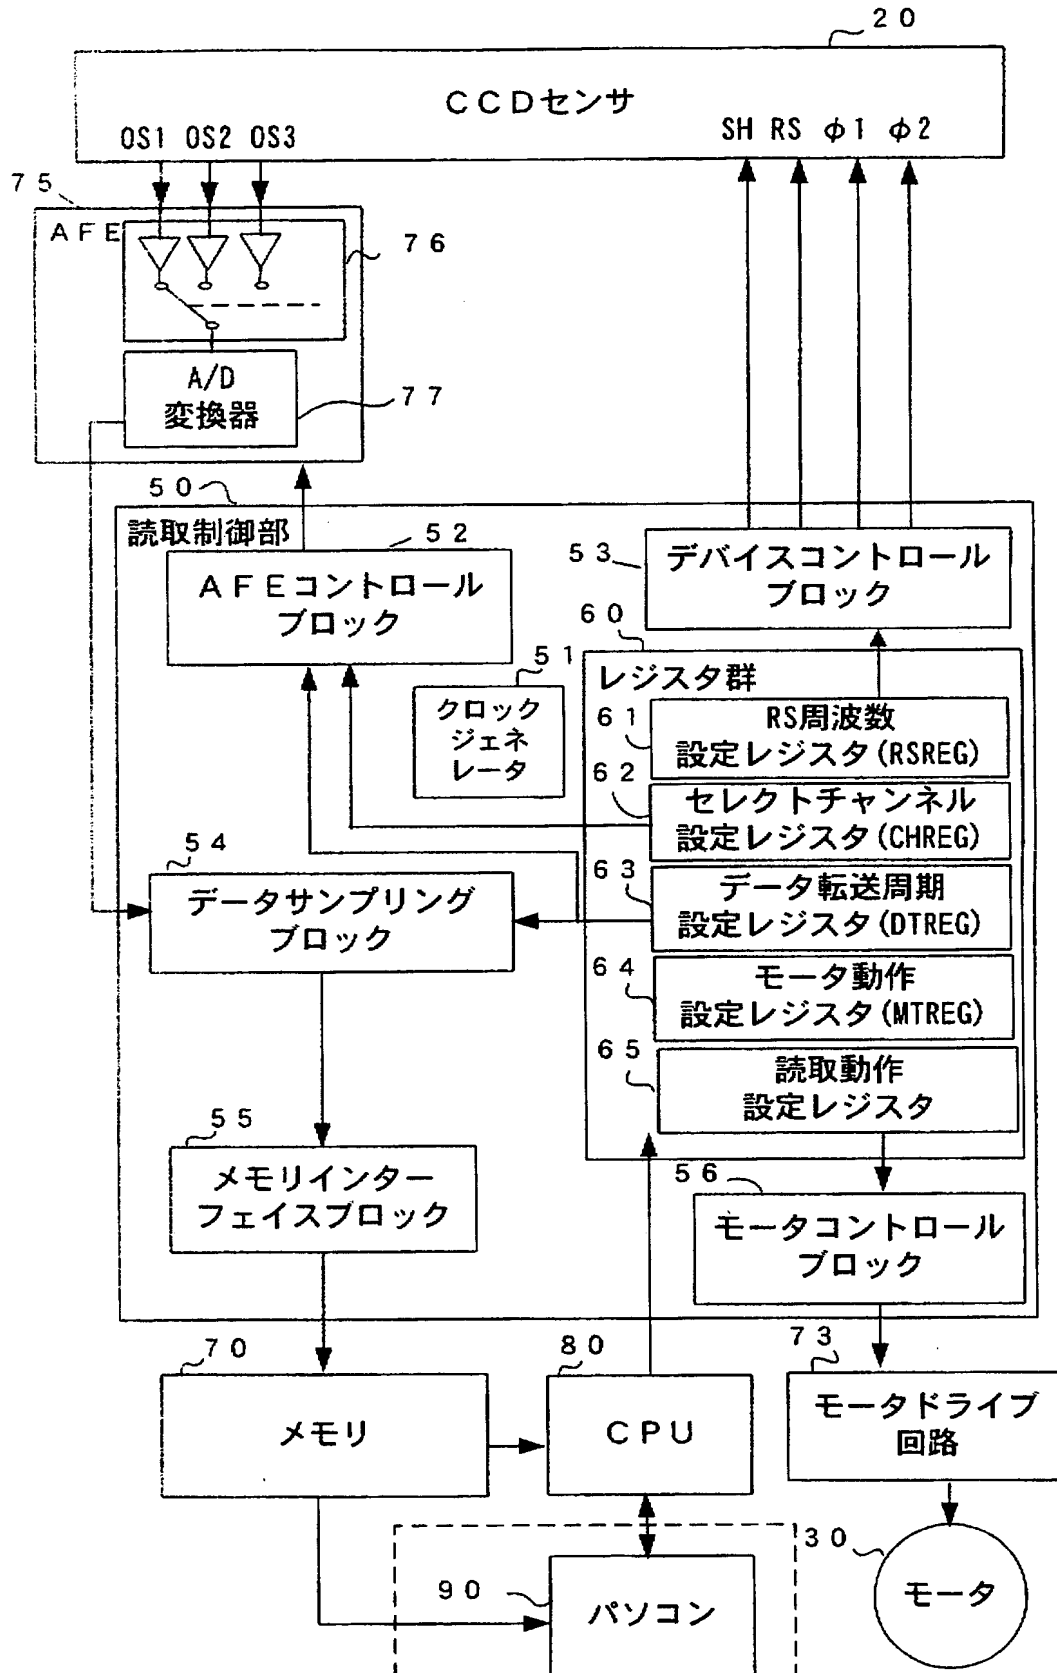 ２０
ＣＣＤセンサ
OS1 OS2 OS3
SH RS φ1 φ2
７５
ＡＦＥ
７６
A/D
変換器
７７
５０
読取制御部
５２
ＡＦＥコントロール
ブロック
５３
デバイスコントロール
ブロック
６０
レジスタ群
５１
クロック
ジェネ
レータ
６１
RS周波数
設定レジスタ(RSREG)
６２
セレクトチャンネル
設定レジスタ(CHREG)
５４
データサンプリング
ブロック
６３
データ転送周期
設定レジスタ(DTREG)
６４
モータ動作
設定レジスタ(MTREG)
６５
読取動作
設定レジスタ
５５
メモリインター
フェイスブロック
５６
モータコントロール
ブロック
７０
メモリ
８０
ＣＰＵ
７３
モータドライブ
回路
３０
モータ
９０
パソコン